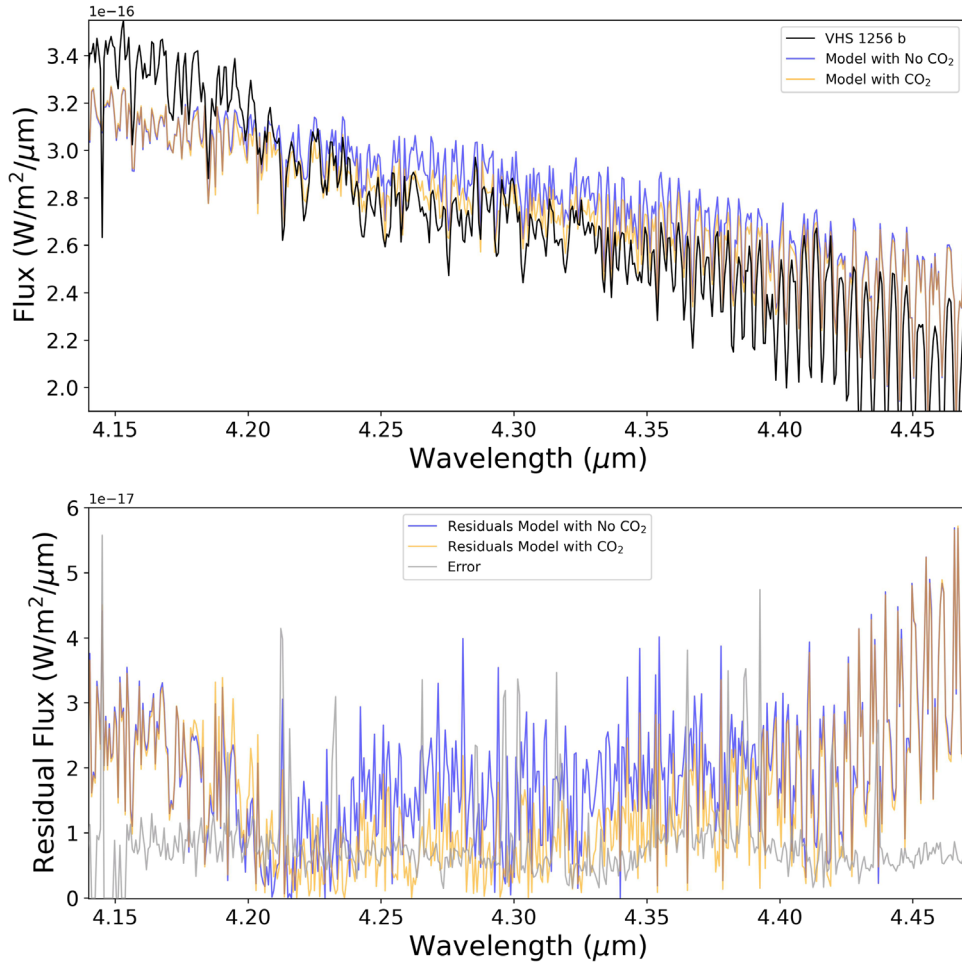 1e−16
3.4
3.2
3.0
2.8
2.6
2.4
2.2
2.0
Flux (W/m²/μm)
VHS 1256 b
Model with No CO₂
Model with CO₂
4.15 4.20 4.25 4.30 4.35 4.40 4.45
Wavelength (μm)
1e−17
6
5
4
3
2
1
0
Residual Flux (W/m²/μm)
Residuals Model with No CO₂
Residuals Model with CO₂
Error
4.15 4.20 4.25 4.30 4.35 4.40 4.45
Wavelength (μm)